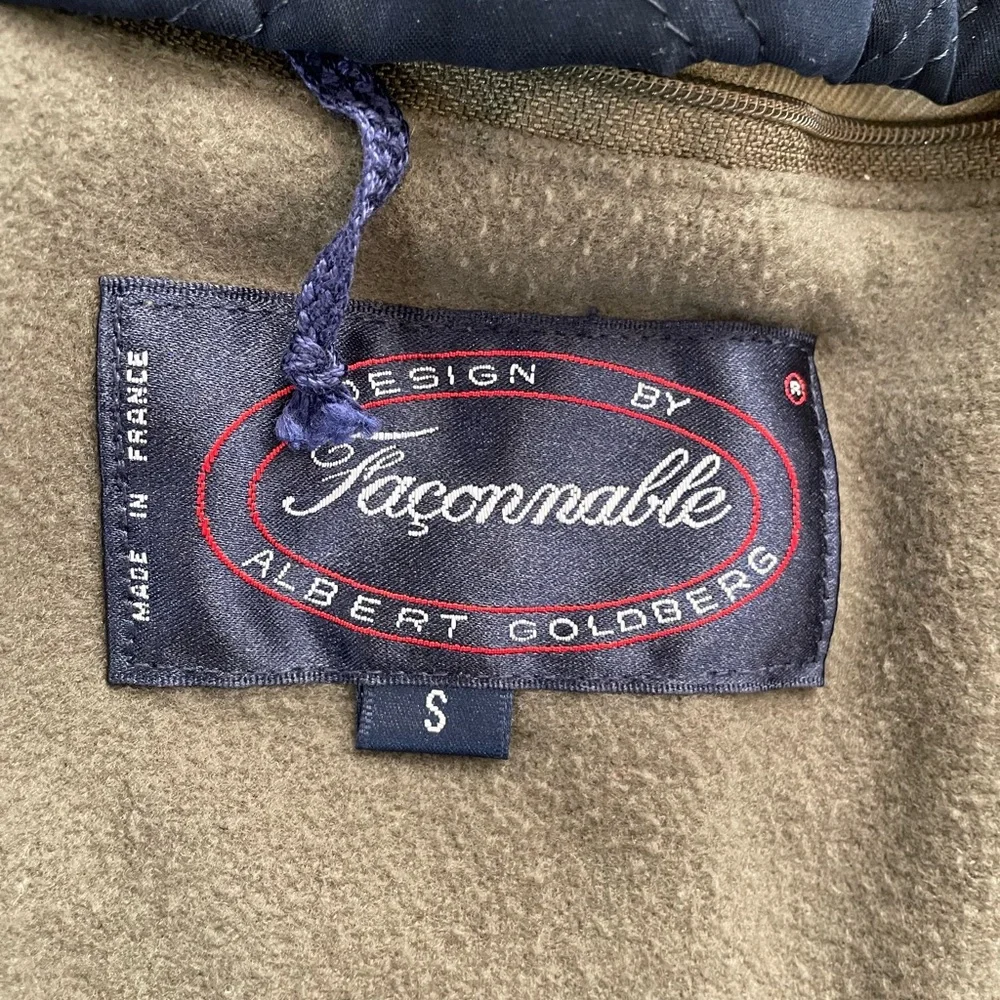 MADE IN FRANCE
DESIGN BY
®
Façonnable
ALBERT GOLDBERG
S